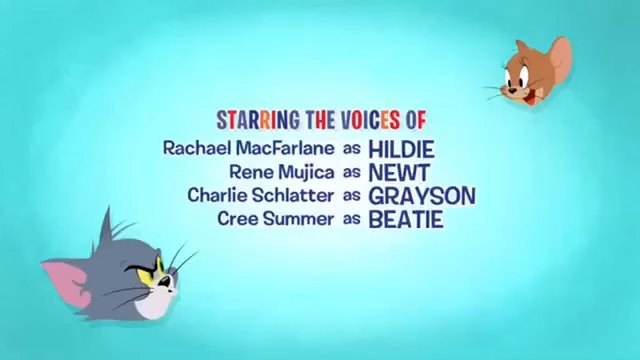 STARRING THE VOICES OF
Rachael MacFarlane as HILDIE
Rene Mujica as NEWT
Charlie Schlatter as GRAYSON
Cree Summer as BEATIE